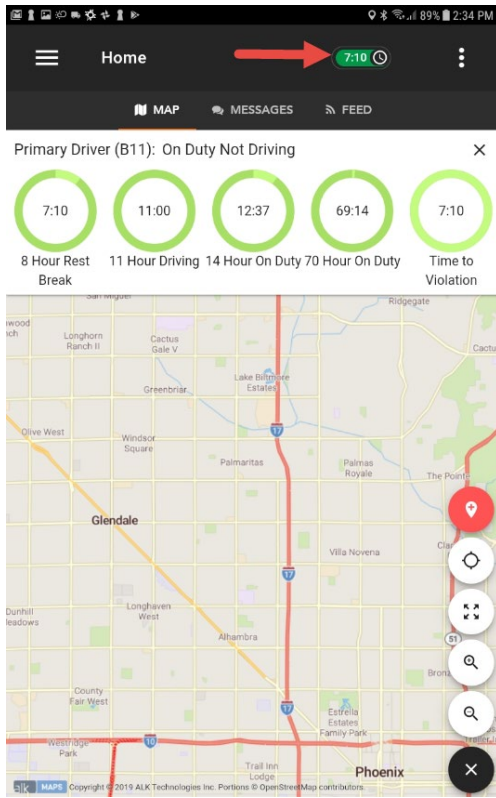 89% 2:34 PM
Home
7:10
MAP
MESSAGES
FEED
Primary Driver (B11): On Duty Not Driving
7:10
11:00
12:37
69:14
7:10
8 Hour Rest
Break
11 Hour Driving
14 Hour On Duty
70 Hour On Duty
Time to
Violation
San Miguel
Ridgegate
Longhorn
Ranch II
Cactus
Gale V
Lake Biltmore
Estates
Greenbriar
Olive West
Windsor
Square
17
Palmaritas
Palmas
Royale
The Pointe
Glendale
Villa Novena
17
Longhaven
West
Dunhill
Meadows
Alhambra
51
County
Fair West
17
Estrella
Estates
Family Park
Westridge
Park
10
Trail Inn
Lodge
Phoenix
alk MAPS Copyright © 2019 ALK Technologies Inc. Portions © OpenStreetMap contributors